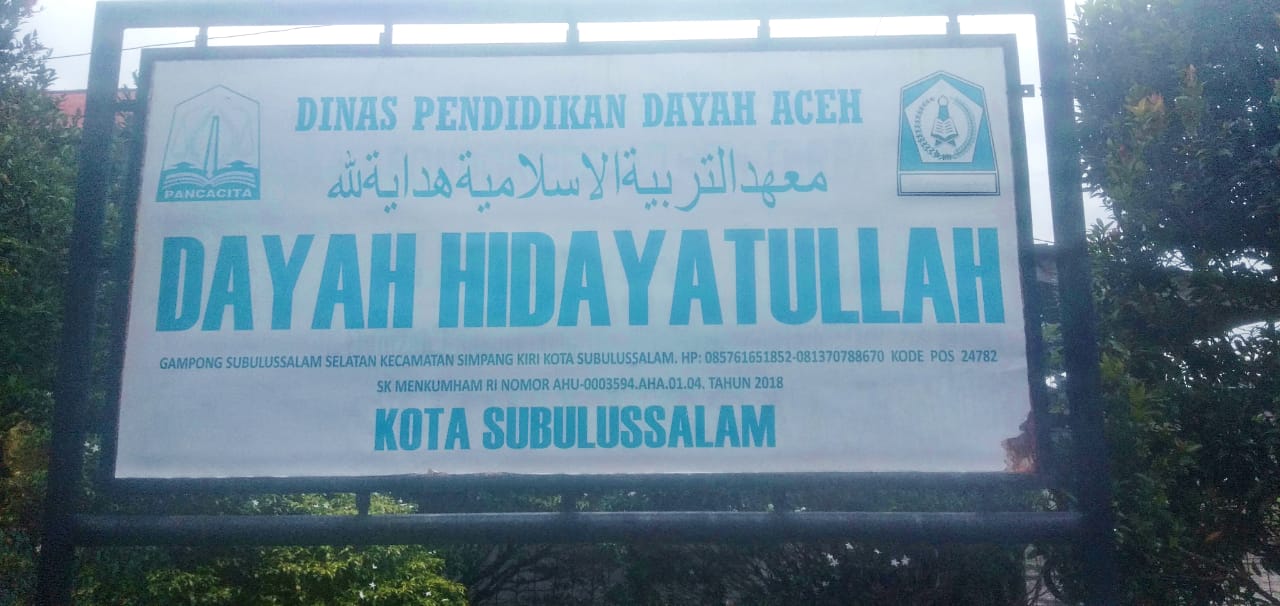 DINAS PENDIDIKAN DAYAH ACEH
معهد التربية الاسلامية هداية لله
PANCACITA
DAYAH HIDAYATULLAH
GAMPONG SUBULUSSALAM SELATAN KECAMATAN SIMPANG KIRI KOTA SUBULUSSALAM. HP: 085761651852-081370788670 KODE POS 24782
SK MENKUMHAM RI NOMOR AHU-0003594.AHA.01.04. TAHUN 2018
KOTA SUBULUSSALAM